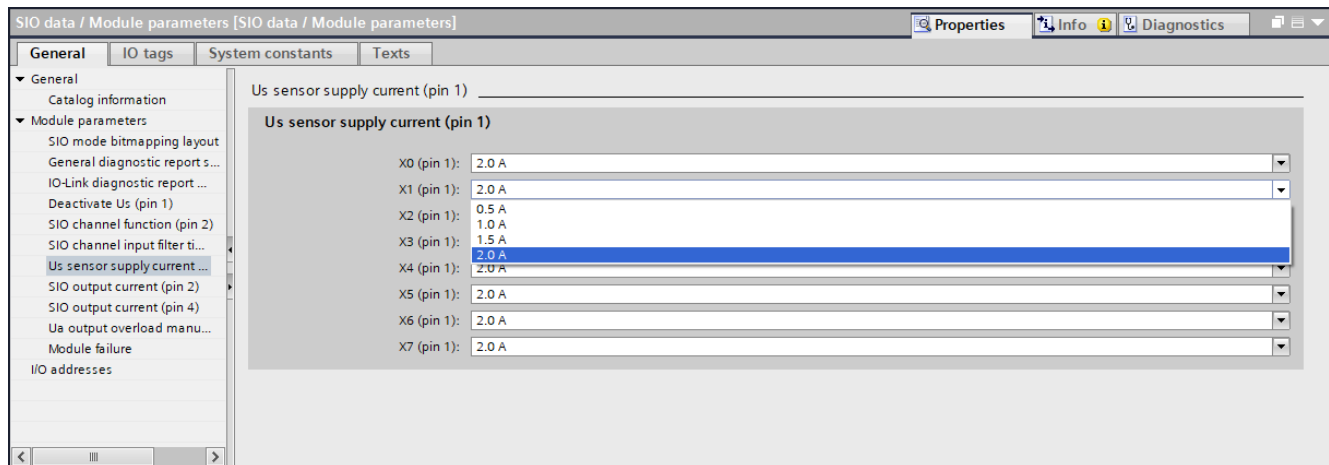 SIO data / Module parameters [SIO data / Module parameters]
Properties
Info
Diagnostics
General
IO tags
System constants
Texts
General
Catalog information
Module parameters
SIO mode bitmapping layout
General diagnostic report s...
IO-Link diagnostic report ...
Deactivate Us (pin 1)
SIO channel function (pin 2)
SIO channel input filter ti...
Us sensor supply current ...
SIO output current (pin 2)
SIO output current (pin 4)
Ua output overload manu...
Module failure
I/O addresses
Us sensor supply current (pin 1)
Us sensor supply current (pin 1)
X0 (pin 1): 2.0 A
X1 (pin 1): 2.0 A
X2 (pin 1):
X3 (pin 1):
0.5 A
1.0 A
1.5 A
2.0 A
X4 (pin 1): 2.0 A
X5 (pin 1): 2.0 A
X6 (pin 1): 2.0 A
X7 (pin 1): 2.0 A